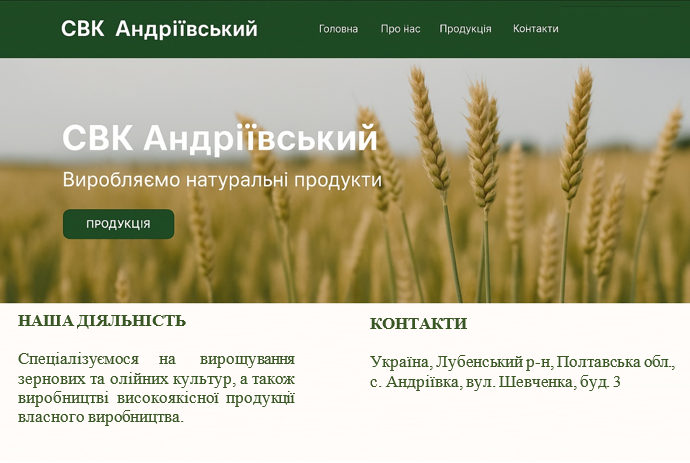 СВК Андріївський
Головна Про нас Продукція Контакти
СВК Андріївський
Виробляємо натуральні продукти
ПРОДУКЦІЯ
НАША ДІЯЛЬНІСТЬ
Спеціалізуємося на вирощування
зернових та олійних культур, а також
виробництві високоякісної продукції
власного виробництва.
КОНТАКТИ
Україна, Лубенський р-н, Полтавська обл.,
с. Андріївка, вул. Шевченка, буд. 3